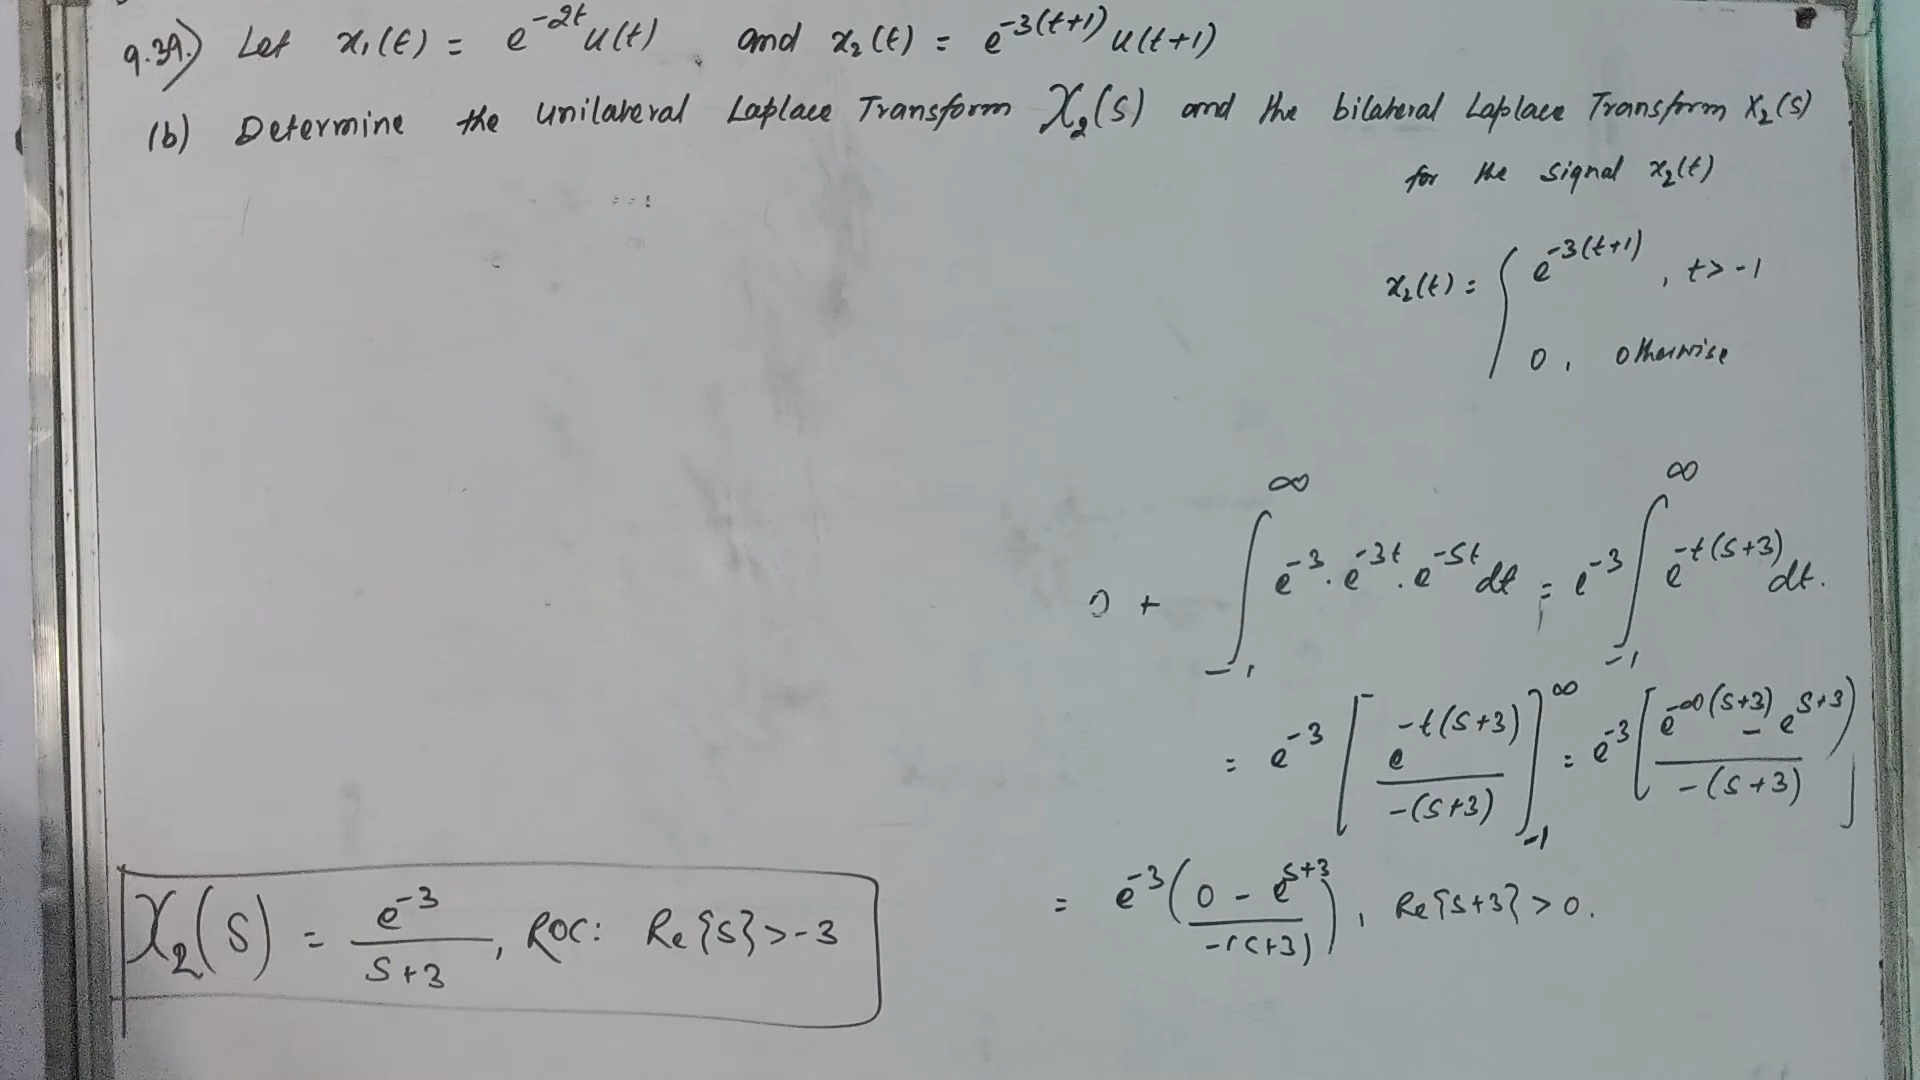 9.39.) Let x₁(t) = e^{-2t} u(t) and x₂(t) = e^{-3(t+1)} u(t+1)
(b) Determine the unilateral Laplace Transform X₂(s) and the bilateral Laplace Transform X₂(s)
for the signal x₂(t)
x₂(t) = { e^{-3(t+1)}, t>-1
0, otherwise
0 + ∫_{-1}^{∞} e^{-3}. e^{-3t}. e^{-st} dt = e^{-3} ∫_{-1}^{∞} e^{-t(s+3)} dt.
= e^{-3} [ e^{-t(s+3)} / -(s+3) ]_{-1}^{∞} = e^{-3} [ e^{-∞(s+3)} - e^{s+3} / -(s+3) ]
= e^{-3} ( 0 - e^{s+3} / -(s+3) ), Re{s+3} > 0.
X₂(s) = e^{-3} / s+3, ROC: Re{s} > -3